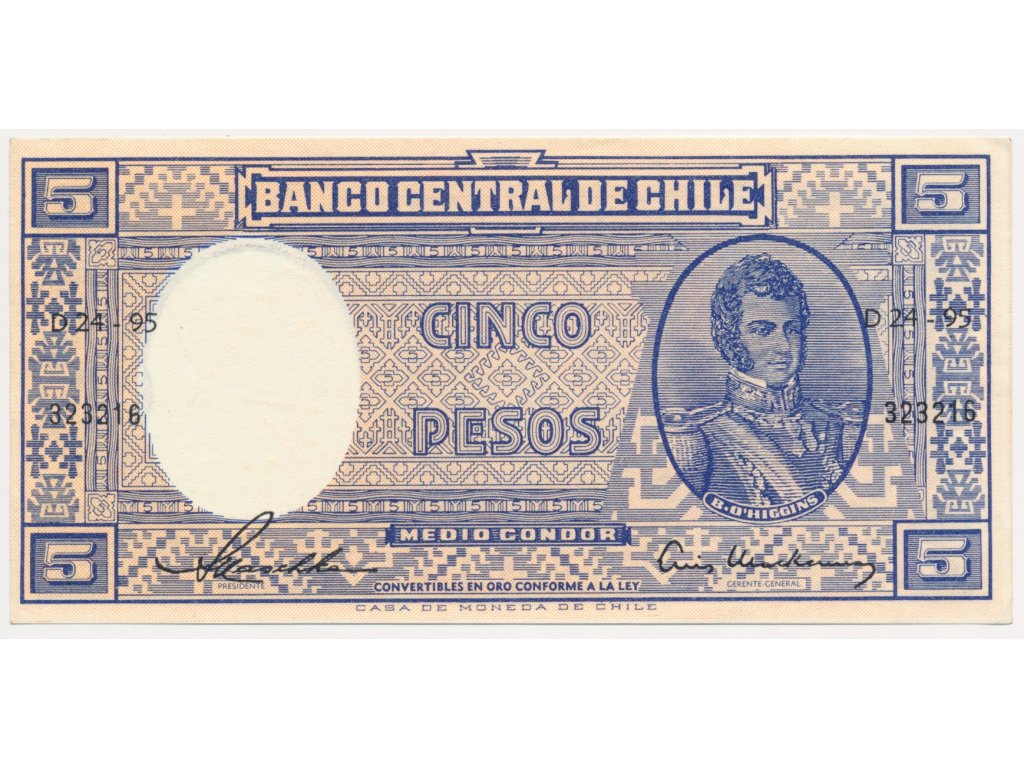 5 BANCO CENTRAL DE CHILE 5
D 24 - 95 D 24 - 95
CINCO
323216 323216
PESOS
B. O'HIGGINS
MEDIO CONDOR
5 5
PRESIDENTE CONVERTIBLES EN ORO CONFORME A LA LEY GERENTE GENERAL
CASA DE MONEDA DE CHILE